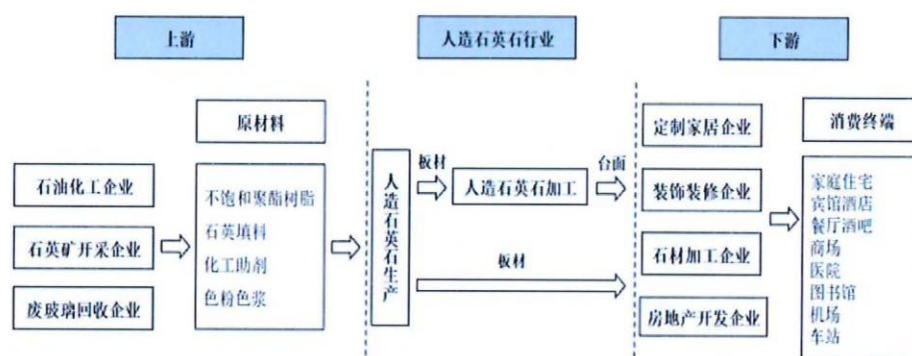 上游
人造石英石行业
下游
原材料
石油化工企业
石英矿开采企业
废玻璃回收企业
不饱和聚酯树脂
石英填料
化工助剂
色粉色浆
人造石英石生产
板材
人造石英石加工
台面
板材
定制家居企业
装饰装修企业
石材加工企业
房地产开发企业
消费终端
家庭住宅
宾馆酒店
餐厅酒吧
商场
医院
图书馆
机场
车站